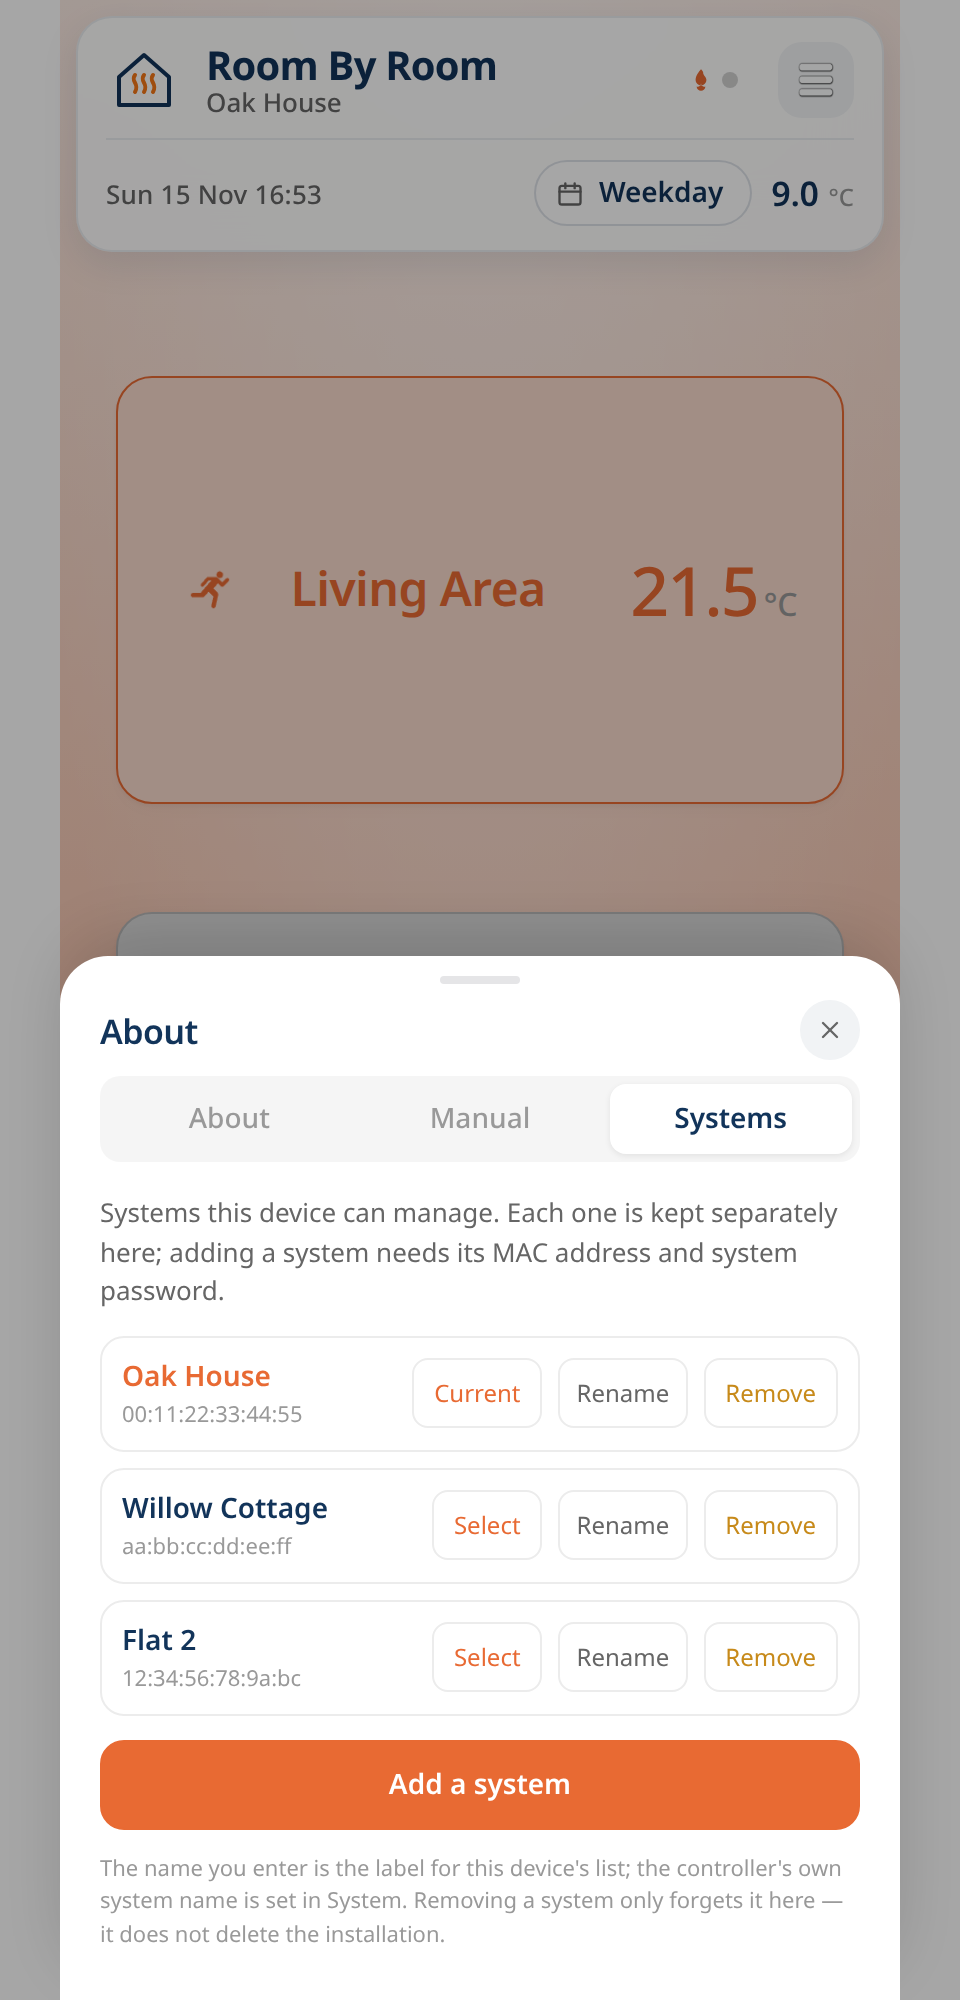 Room By Room
Oak House
Sun 15 Nov 16:53
Weekday
9.0 °C
Living Area
21.5 °C
About
About
Manual
Systems
Systems this device can manage. Each one is kept separately
here; adding a system needs its MAC address and system
password.
Oak House
00:11:22:33:44:55
Current
Rename
Remove
Willow Cottage
aa:bb:cc:dd:ee:ff
Select
Rename
Remove
Flat 2
12:34:56:78:9a:bc
Select
Rename
Remove
Add a system
The name you enter is the label for this device's list; the controller's own
system name is set in System. Removing a system only forgets it here —
it does not delete the installation.